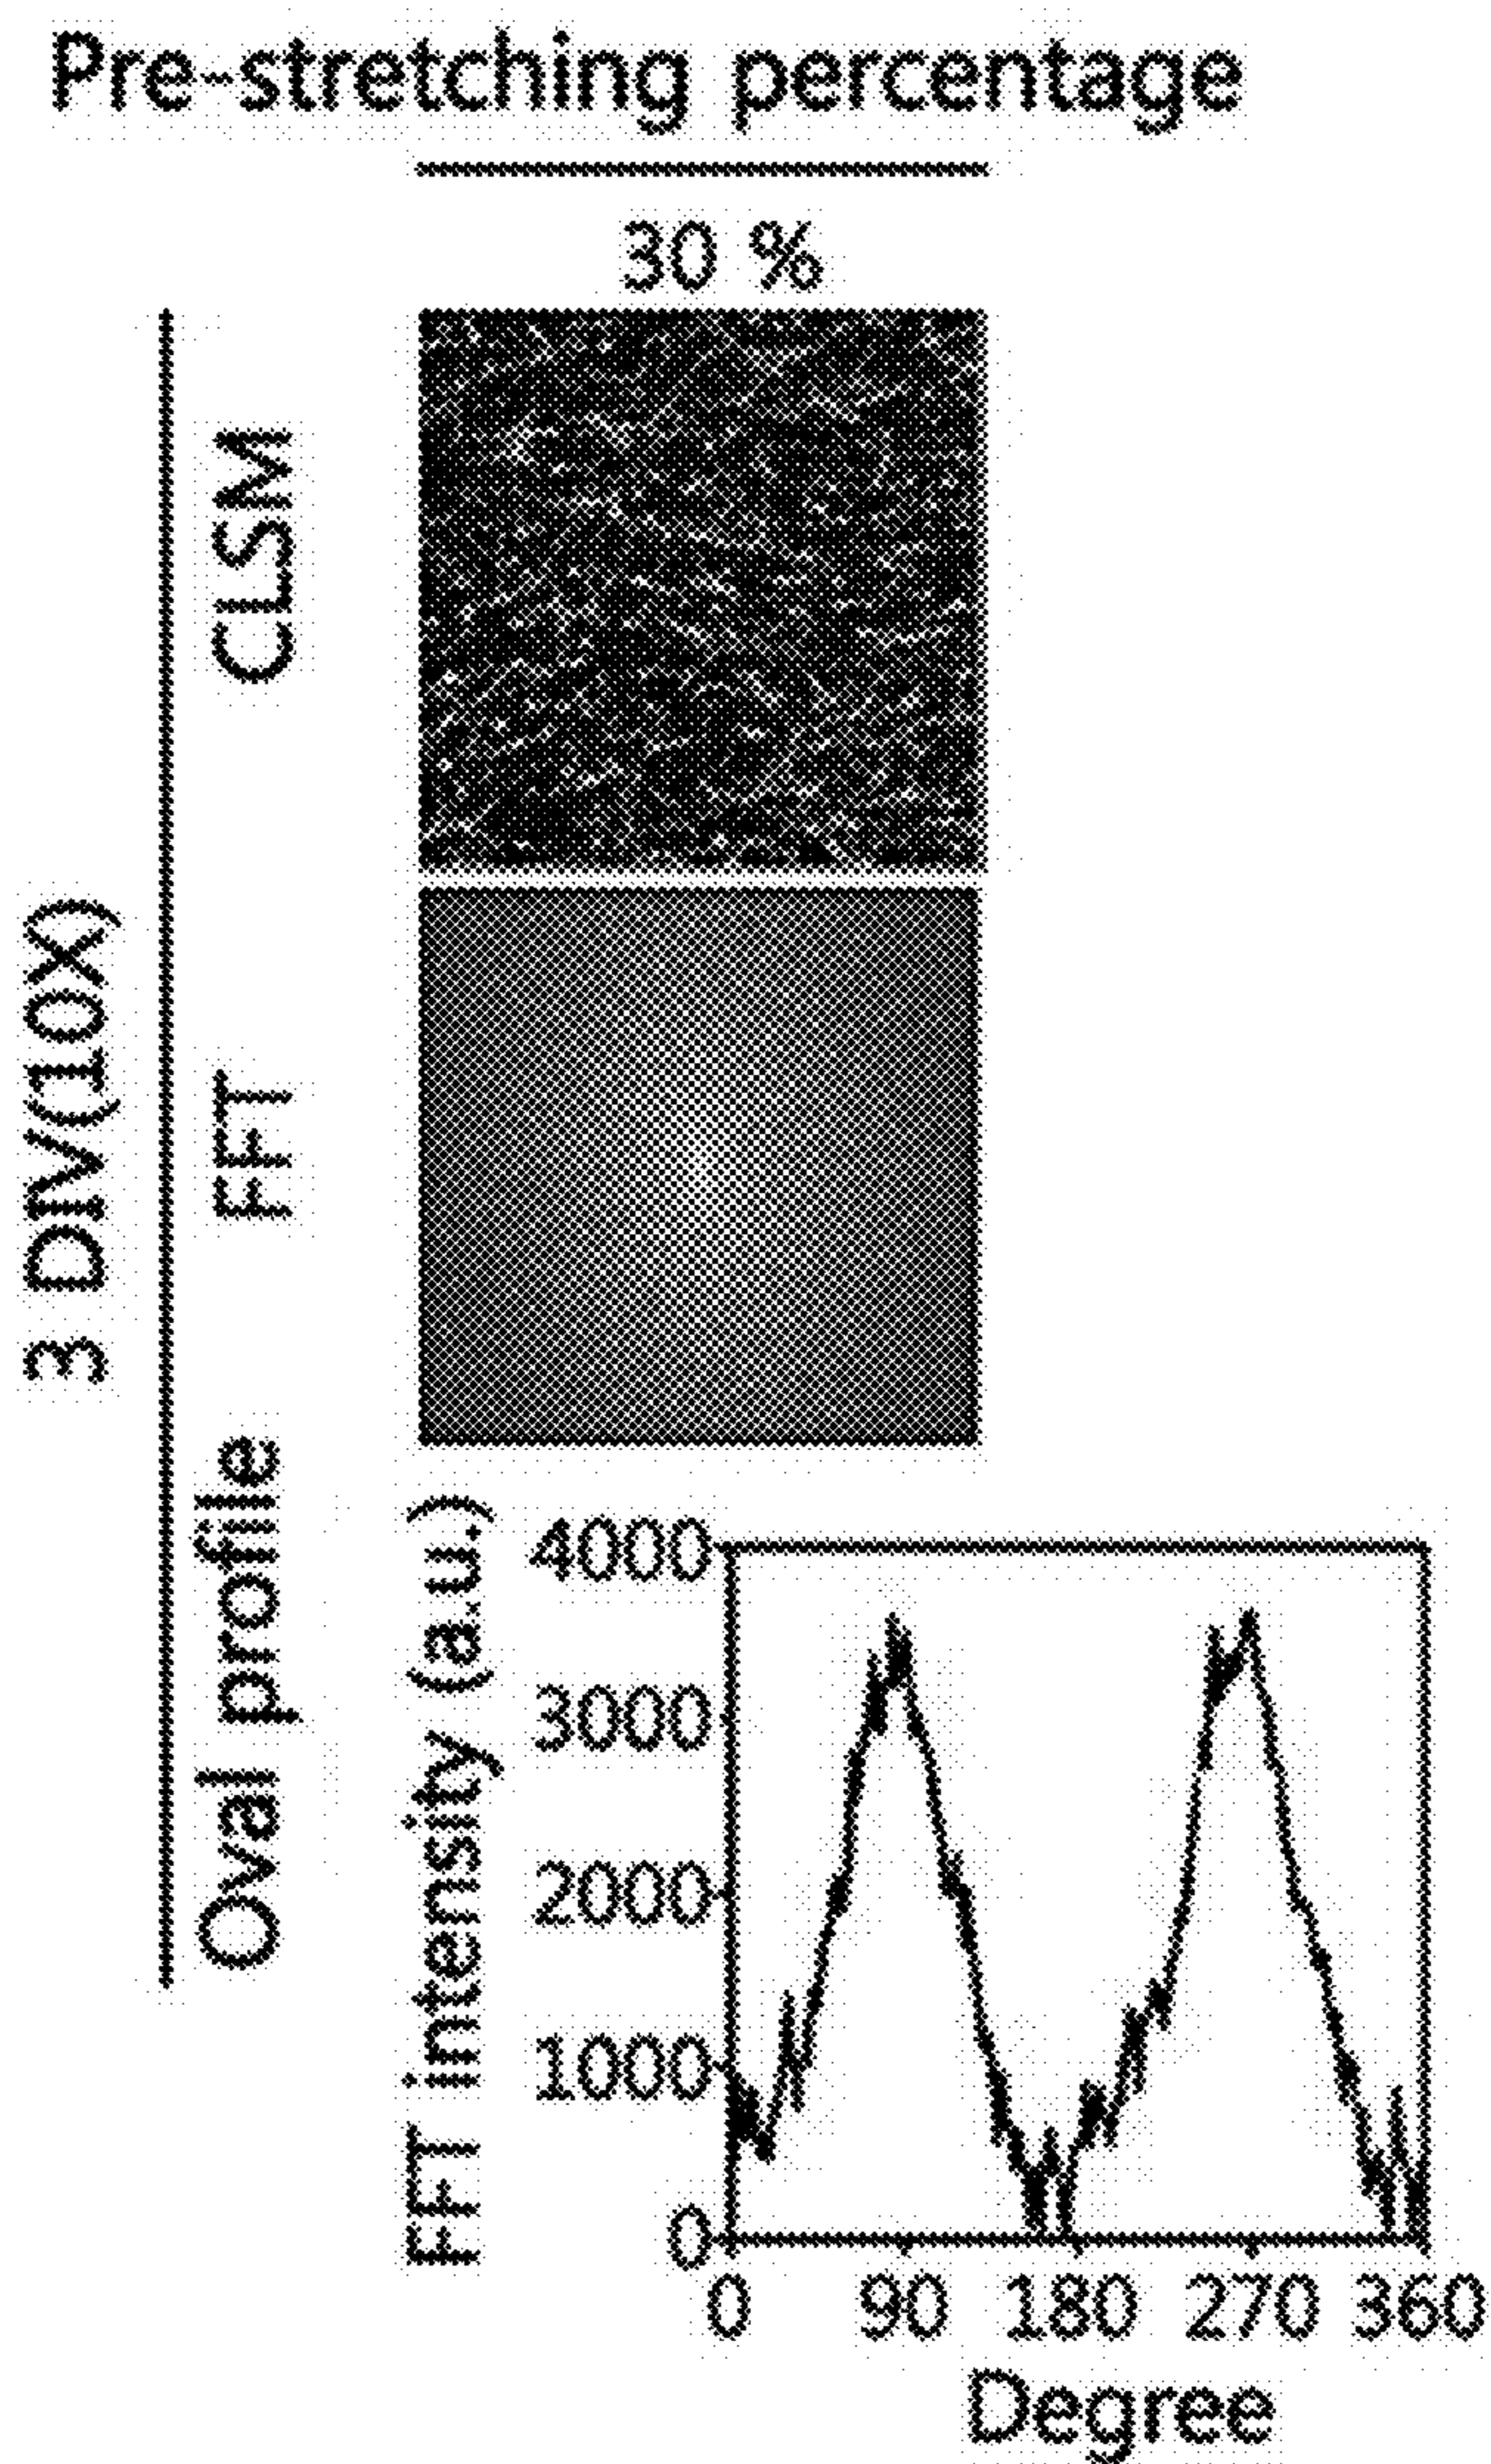 Pre-stretching percentage
30 %
3 DIV(10X)
CLSM
FFT
Oval profile
FFT intensity (a.u.)
4000
3000
2000
1000
0
0 90 180 270 360
Degree